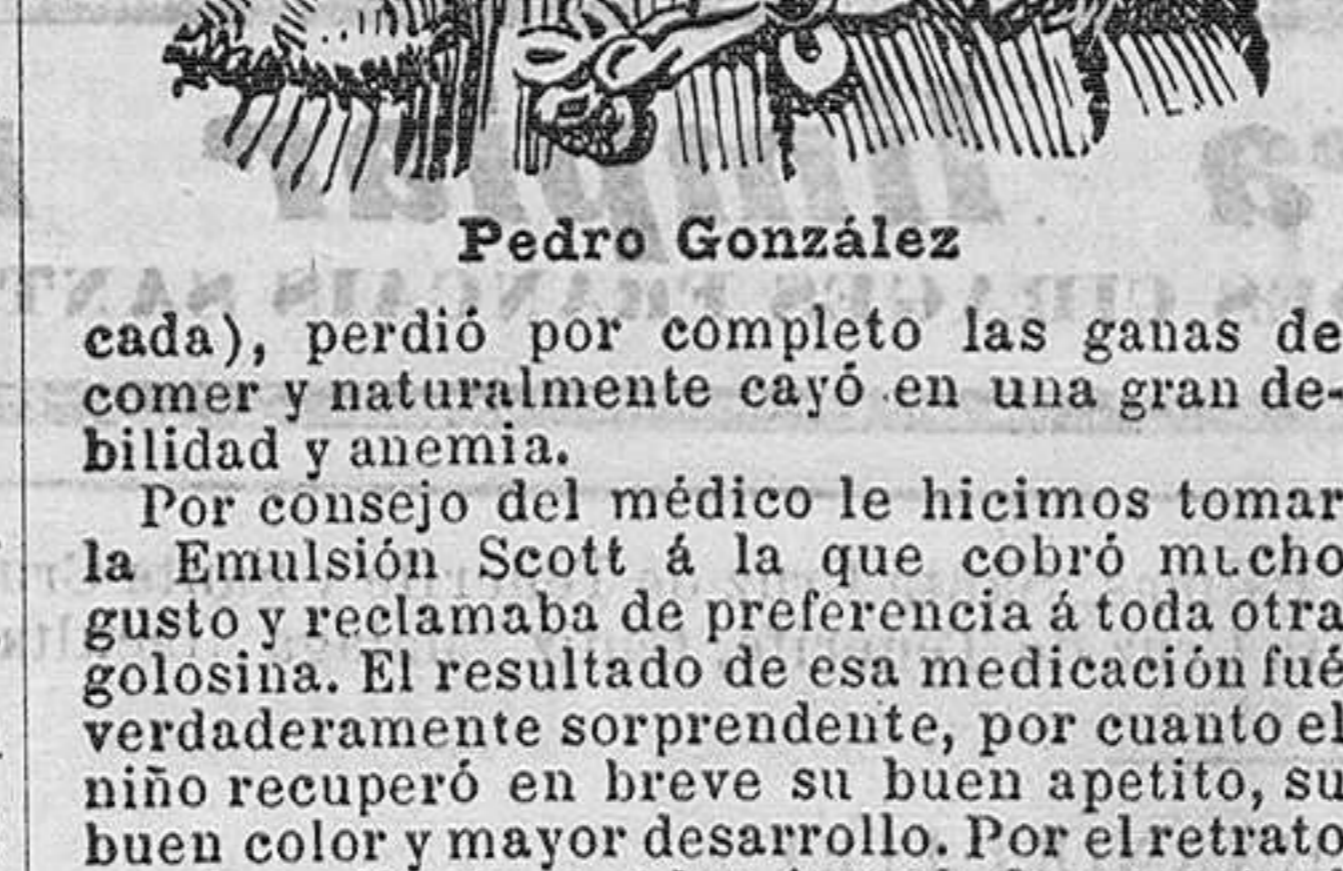 Pedro González
cada), perdió por completo las ganas de
comer y naturalmente cayó en una gran de-
bilidad y anemia.
Por consejo del médico le hicimos tomar
la Emulsión Scott á la que cobró mucho
gusto y reclamaba de preferencia á toda otra
golosina. El resultado de esa medicación fué
verdaderamente sorprendente, por cuanto el
niño recuperó en breve su buen apetito, su
buen color y mayor desarrollo. Por el retrato